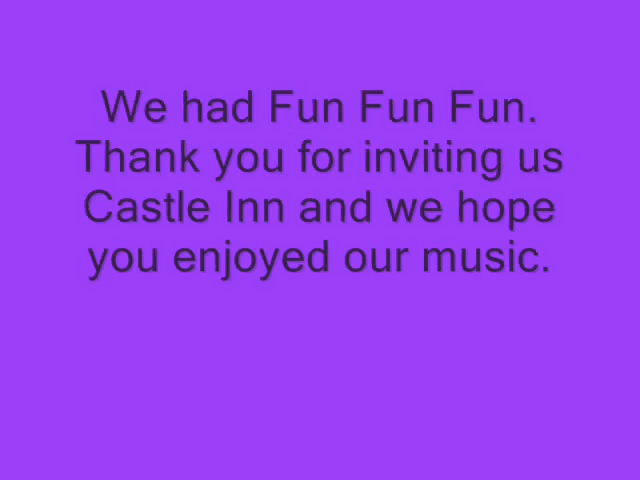 We had Fun Fun Fun.
Thank you for inviting us
Castle Inn and we hope
you enjoyed our music.